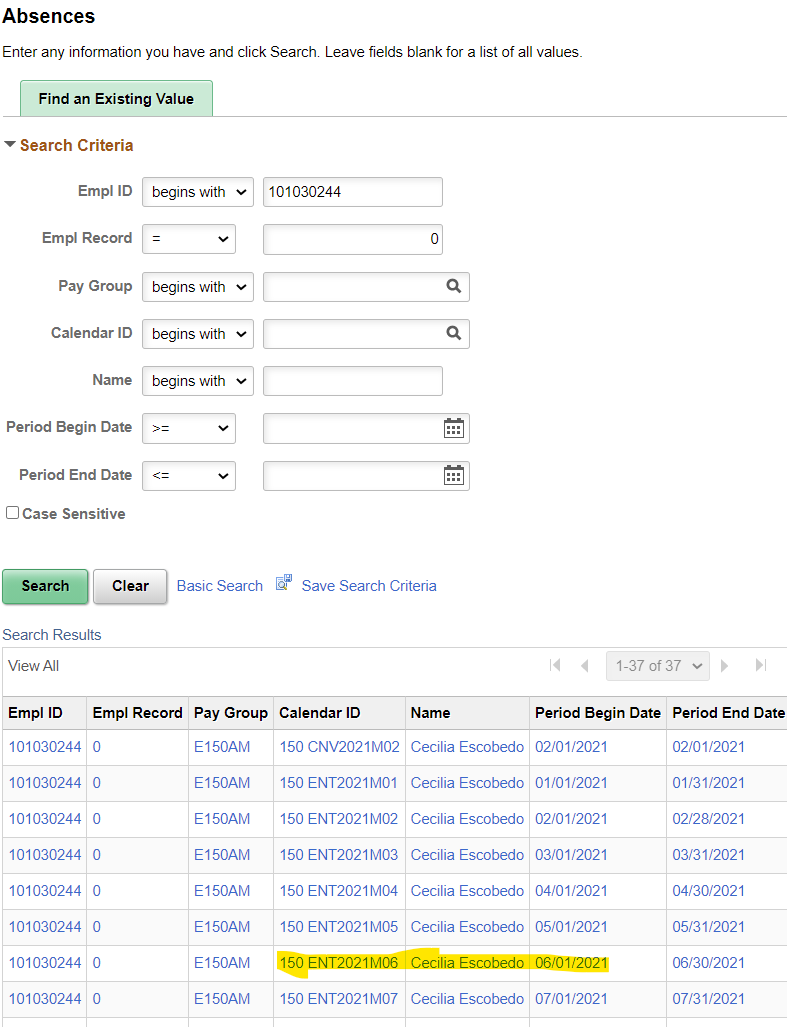 Absences
Enter any information you have and click Search. Leave fields blank for a list of all values.
Find an Existing Value
Search Criteria
Empl ID begins with 101030244
Empl Record = 0
Pay Group begins with
Calendar ID begins with
Name begins with
Period Begin Date >=
Period End Date <=
Case Sensitive
Search Clear Basic Search Save Search Criteria
Search Results
View All 1-37 of 37
Empl ID Empl Record Pay Group Calendar ID Name Period Begin Date Period End Date
101030244 0 E150AM 150 CNV2021M02 Cecilia Escobedo 02/01/2021 02/01/2021
101030244 0 E150AM 150 ENT2021M01 Cecilia Escobedo 01/01/2021 01/31/2021
101030244 0 E150AM 150 ENT2021M02 Cecilia Escobedo 02/01/2021 02/28/2021
101030244 0 E150AM 150 ENT2021M03 Cecilia Escobedo 03/01/2021 03/31/2021
101030244 0 E150AM 150 ENT2021M04 Cecilia Escobedo 04/01/2021 04/30/2021
101030244 0 E150AM 150 ENT2021M05 Cecilia Escobedo 05/01/2021 05/31/2021
101030244 0 E150AM 150 ENT2021M06 Cecilia Escobedo 06/01/2021 06/30/2021
101030244 0 E150AM 150 ENT2021M07 Cecilia Escobedo 07/01/2021 07/31/2021